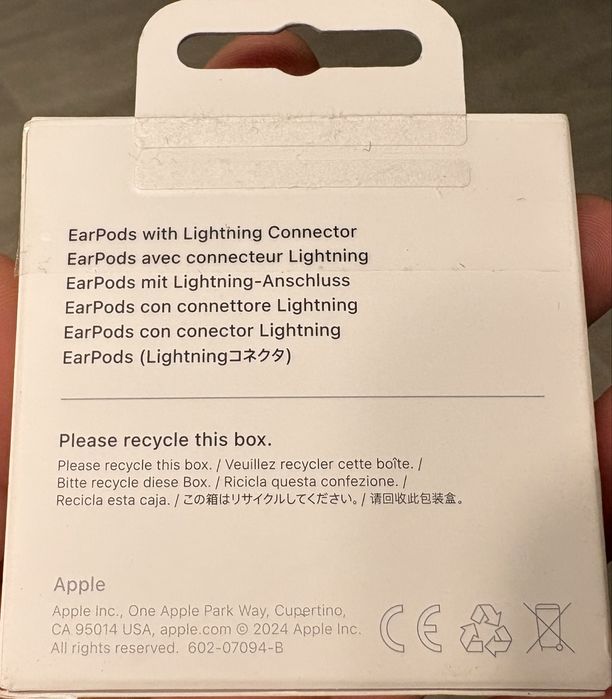 EarPods with Lightning Connector
EarPods avec connecteur Lightning
EarPods mit Lightning-Anschluss
EarPods con connettore Lightning
EarPods con conector Lightning
EarPods (Lightningコネクタ)
Please recycle this box.
Please recycle this box. / Veuillez recycler cette boîte. /
Bitte recycle diese Box. / Ricicla questa confezione. /
Recicla esta caja. / この箱はリサイクルしてください。/ 请回收此包装盒。
Apple
Apple Inc., One Apple Park Way, Cupertino,
CA 95014 USA, apple.com © 2024 Apple Inc.
All rights reserved. 602-07094-B
CE